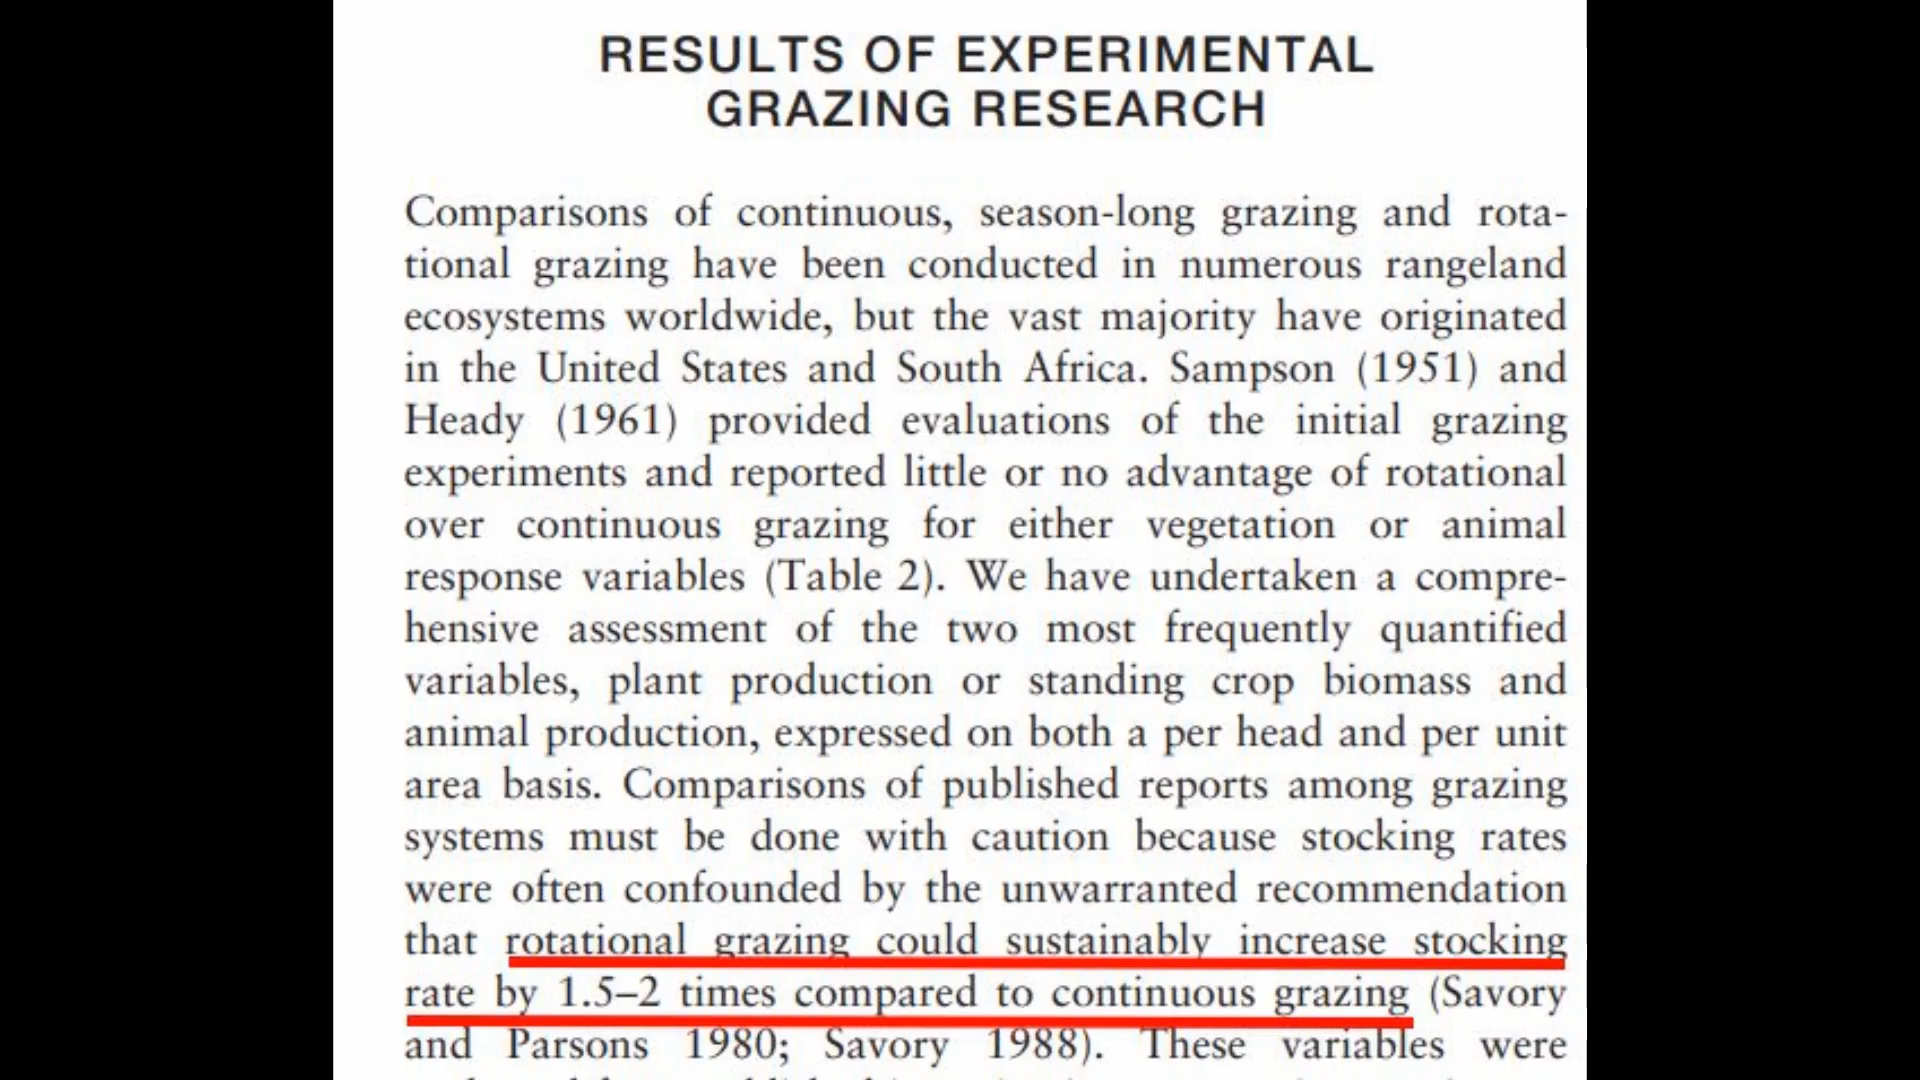 RESULTS OF EXPERIMENTAL
GRAZING RESEARCH
Comparisons of continuous, season-long grazing and rota-
tional grazing have been conducted in numerous rangeland
ecosystems worldwide, but the vast majority have originated
in the United States and South Africa. Sampson (1951) and
Heady (1961) provided evaluations of the initial grazing
experiments and reported little or no advantage of rotational
over continuous grazing for either vegetation or animal
response variables (Table 2). We have undertaken a compre-
hensive assessment of the two most frequently quantified
variables, plant production or standing crop biomass and
animal production, expressed on both a per head and per unit
area basis. Comparisons of published reports among grazing
systems must be done with caution because stocking rates
were often confounded by the unwarranted recommendation
that rotational grazing could sustainably increase stocking
rate by 1.5–2 times compared to continuous grazing (Savory
and Parsons 1980; Savory 1988). These variables were